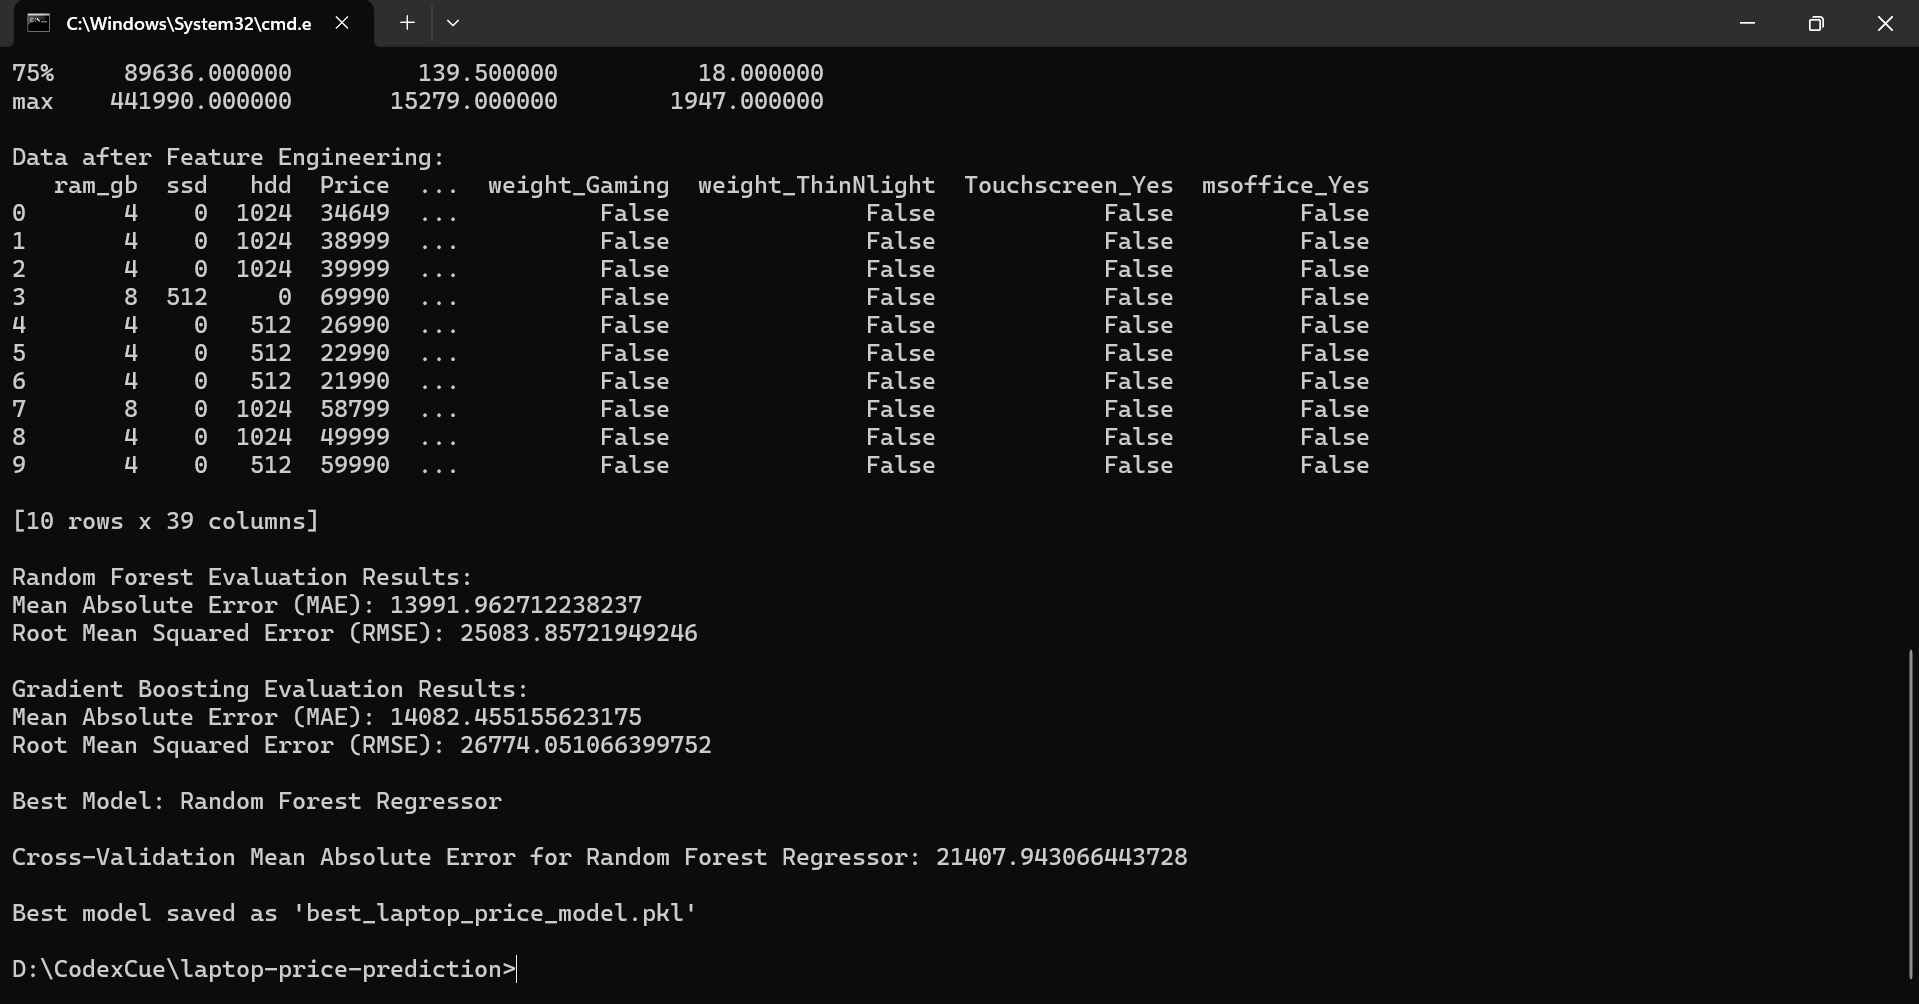 C:\Windows\System32\cmd.e
75%     89636.000000         139.500000          18.000000
max    441990.000000       15279.000000        1947.000000
Data after Feature Engineering:
   ram_gb  ssd   hdd  Price  ...  weight_Gaming  weight_ThinNlight  Touchscreen_Yes  msoffice_Yes
0       4    0  1024  34649  ...          False              False            False         False
1       4    0  1024  38999  ...          False              False            False         False
2       4    0  1024  39999  ...          False              False            False         False
3       8  512     0  69990  ...          False              False            False         False
4       4    0   512  26990  ...          False              False            False         False
5       4    0   512  22990  ...          False              False            False         False
6       4    0   512  21990  ...          False              False            False         False
7       8    0  1024  58799  ...          False              False            False         False
8       4    0  1024  49999  ...          False              False            False         False
9       4    0   512  59990  ...          False              False            False         False
[10 rows x 39 columns]
Random Forest Evaluation Results:
Mean Absolute Error (MAE): 13991.962712238237
Root Mean Squared Error (RMSE): 25083.85721949246
Gradient Boosting Evaluation Results:
Mean Absolute Error (MAE): 14082.455155623175
Root Mean Squared Error (RMSE): 26774.051066399752
Best Model: Random Forest Regressor
Cross-Validation Mean Absolute Error for Random Forest Regressor: 21407.943066443728
Best model saved as 'best_laptop_price_model.pkl'
D:\CodexCue\laptop-price-prediction>